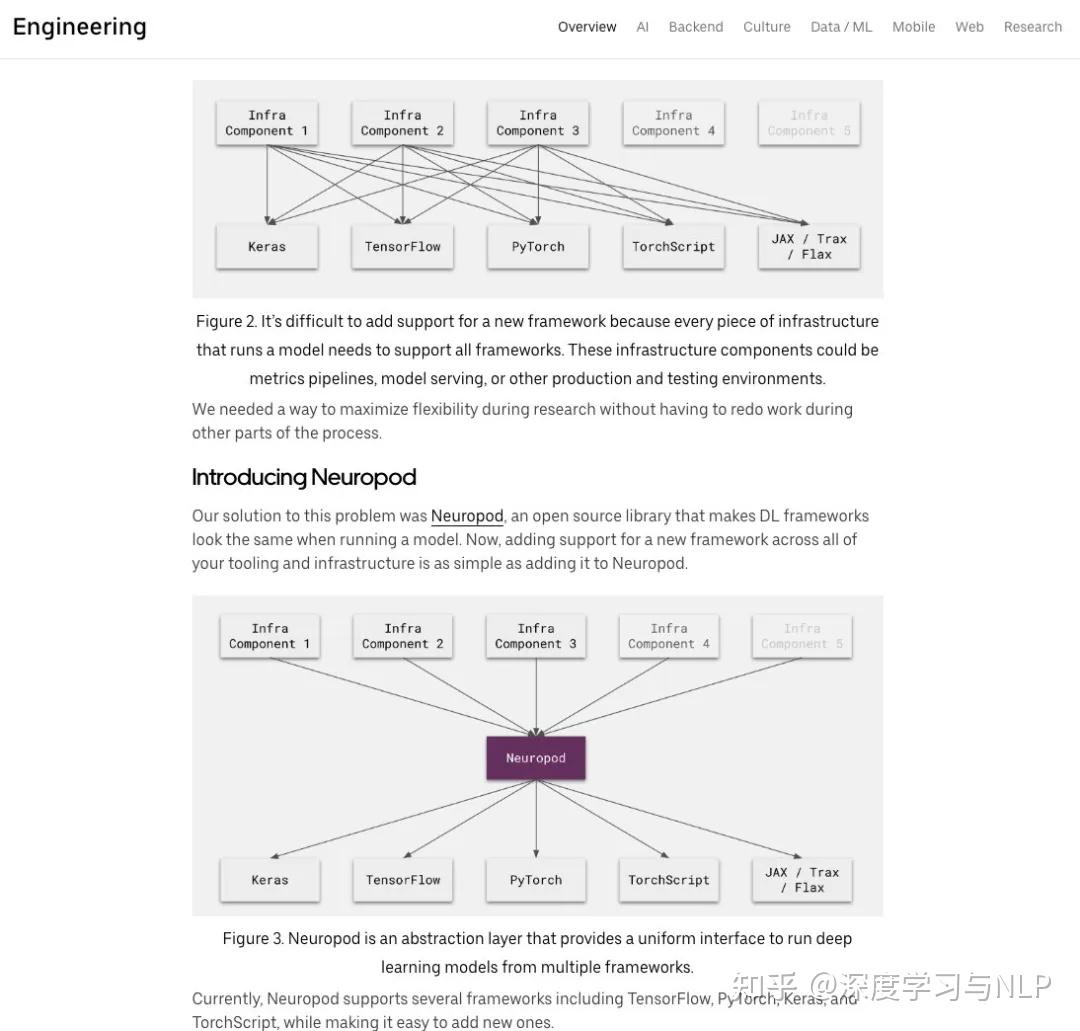 Engineering
Overview AI Backend Culture Data / ML Mobile Web Research
Infra Component 1
Infra Component 2
Infra Component 3
Infra Component 4
Infra Component 5
Keras
TensorFlow
PyTorch
TorchScript
JAX / Trax / Flax
Figure 2. It’s difficult to add support for a new framework because every piece of infrastructure
that runs a model needs to support all frameworks. These infrastructure components could be
metrics pipelines, model serving, or other production and testing environments.
We needed a way to maximize flexibility during research without having to redo work during
other parts of the process.
Introducing Neuropod
Our solution to this problem was Neuropod, an open source library that makes DL frameworks
look the same when running a model. Now, adding support for a new framework across all of
your tooling and infrastructure is as simple as adding it to Neuropod.
Infra Component 1
Infra Component 2
Infra Component 3
Infra Component 4
Infra Component 5
Neuropod
Keras
TensorFlow
PyTorch
TorchScript
JAX / Trax / Flax
Figure 3. Neuropod is an abstraction layer that provides a uniform interface to run deep
learning models from multiple frameworks.
Currently, Neuropod supports several frameworks including TensorFlow, PyTorch, Keras, and
TorchScript, while making it easy to add new ones.
知乎 @深度学习与NLP